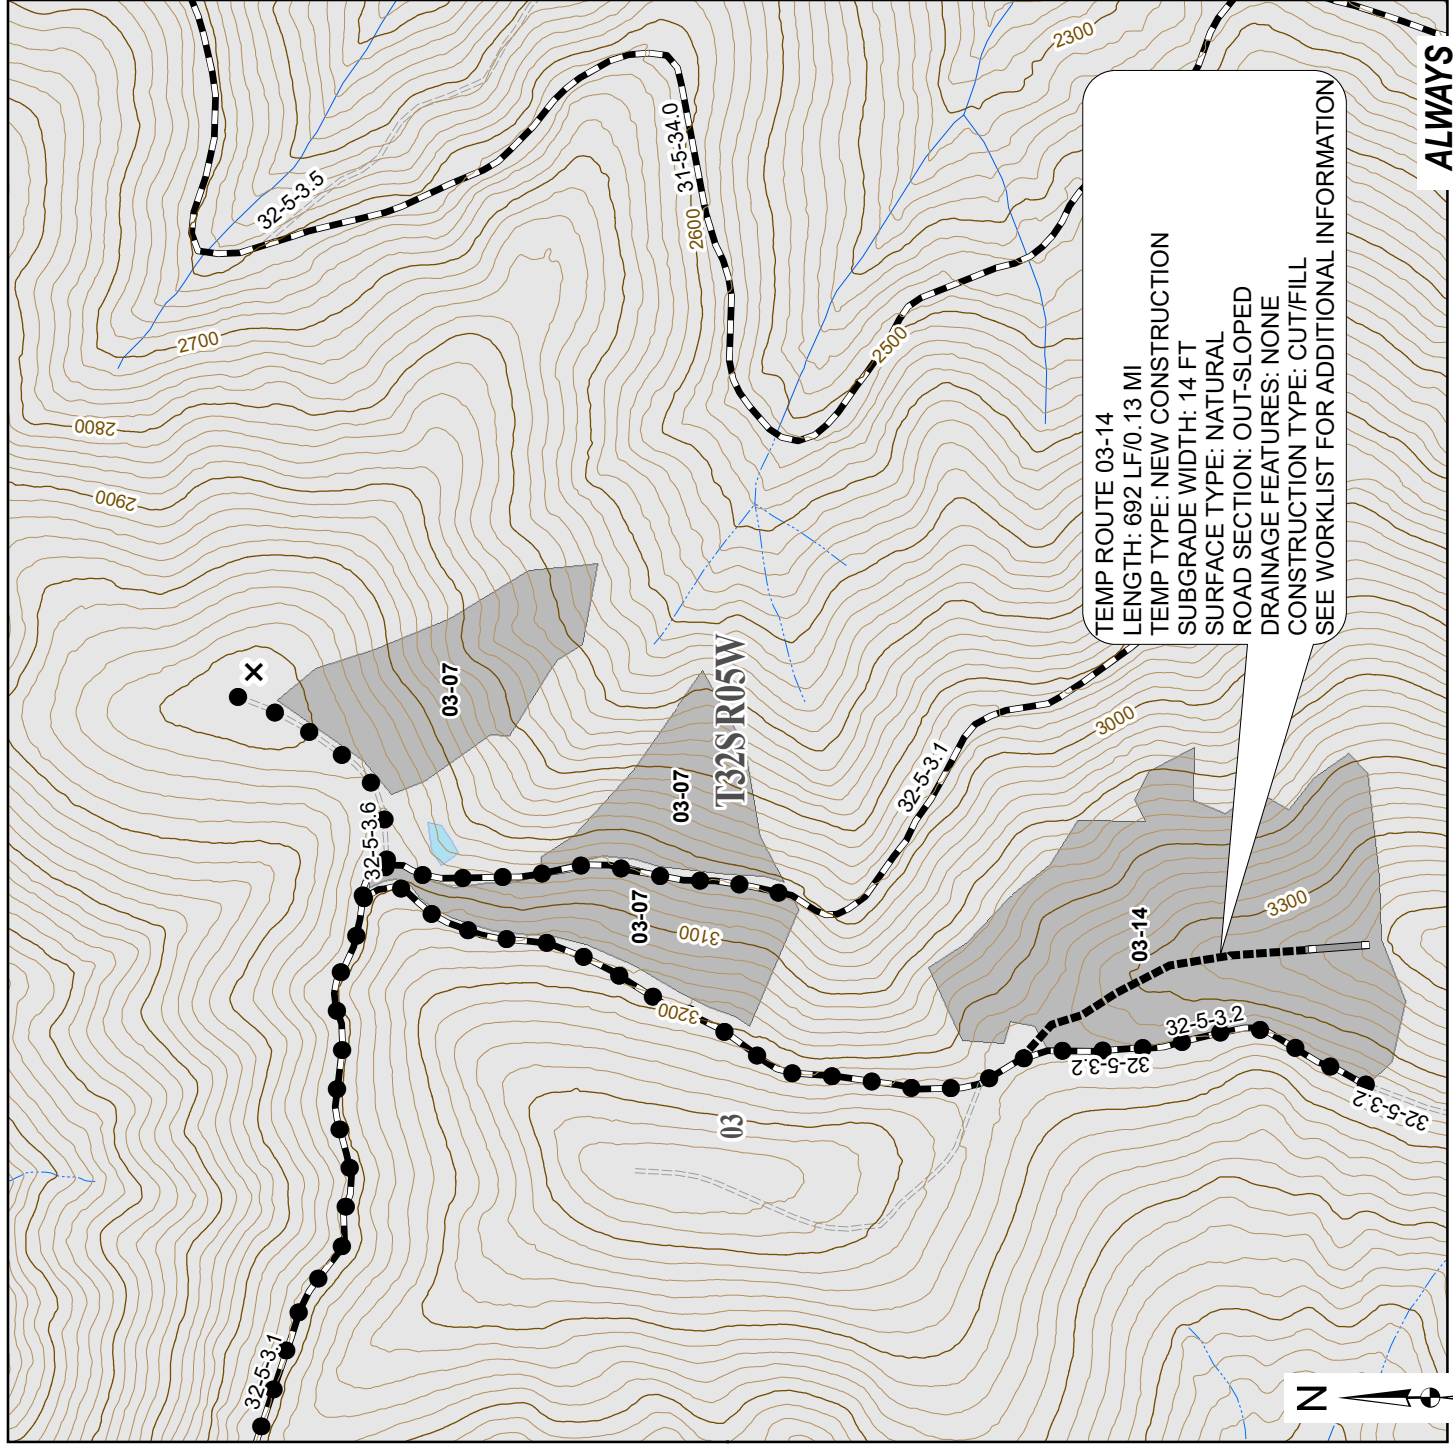 2300
ALWAYS
32-5-3.5
31-5-34.0
2600
2700
2500
2800
2900
TEMP ROUTE 03-14
LENGTH: 692 LF/0.13 MI
TEMP TYPE: NEW CONSTRUCTION
SUBGRADE WIDTH: 14 FT
SURFACE TYPE: NATURAL
ROAD SECTION: OUT-SLOPED
DRAINAGE FEATURES: NONE
CONSTRUCTION TYPE: CUT/FILL
SEE WORKLIST FOR ADDITIONAL INFORMATION
03-07
T32S R05W
03-07
3000
32-5-3.1
32-5-3.6
03-07
3100
3300
03-14
3200
32-5-3.2
32-5-3.2
32-5-3.2
03
32-5-3.1
N